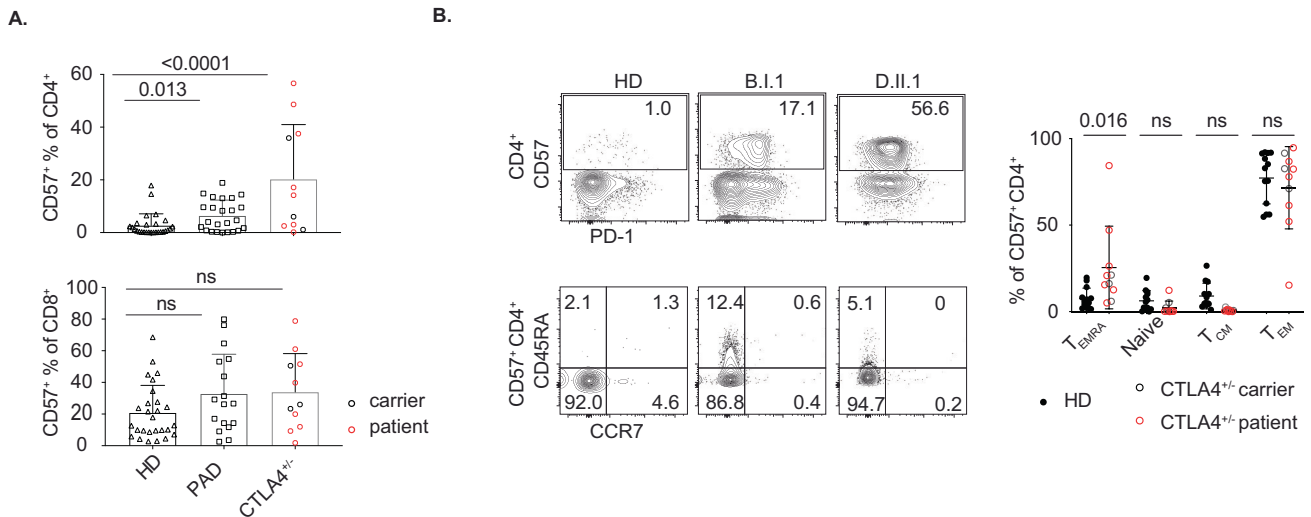 A.
<0.0001
0.013
60
40
20
0
CD57⁺ % of CD4⁺
ns
ns
100
80
60
40
20
0
CD57⁺ % of CD8⁺
HD
PAD
CTLA4⁺/⁻
carrier
patient
B.
HD
B.I.1
D.II.1
1.0
17.1
56.6
CD4⁺
CD57
PD-1
2.1
1.3
12.4
0.6
5.1
0
CD57⁺ CD4⁺
CD45RA
92.0
4.6
86.8
0.4
94.7
0.2
CCR7
0.016
ns
ns
ns
100
50
0
% of CD57⁺ CD4⁺
T EMRA
Naive
T CM
T EM
HD
CTLA4⁺/⁻ carrier
CTLA4⁺/⁻ patient